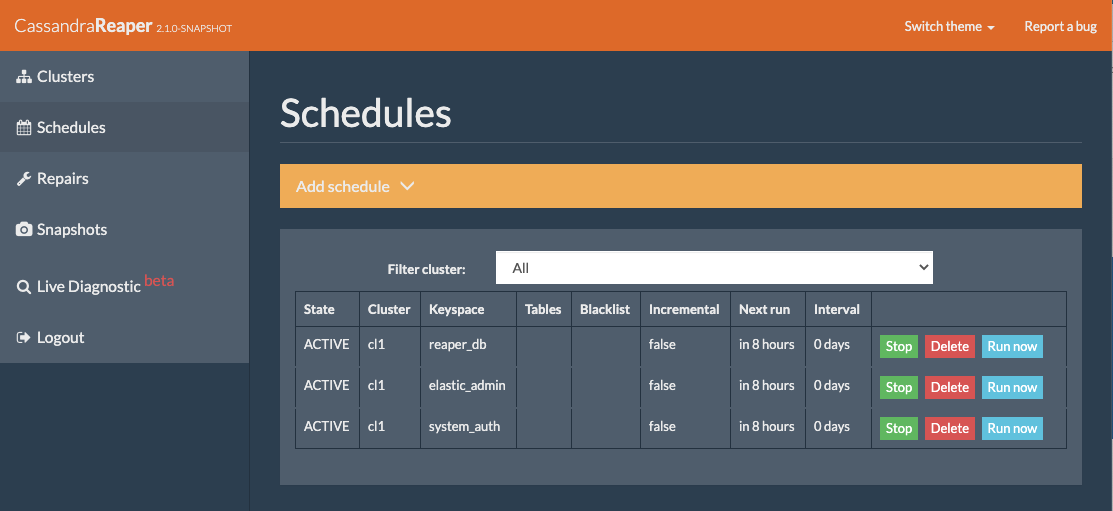 CassandraReaper 2.1.0-SNAPSHOT Switch theme Report a bug
Clusters
Schedules
Repairs
Snapshots
Live Diagnostic beta
Logout
Schedules
Add schedule
Filter cluster: All
State Cluster Keyspace Tables Blacklist Incremental Next run Interval
ACTIVE cl1 reaper_db false in 8 hours 0 days Stop Delete Run now
ACTIVE cl1 elastic_admin false in 8 hours 0 days Stop Delete Run now
ACTIVE cl1 system_auth false in 8 hours 0 days Stop Delete Run now